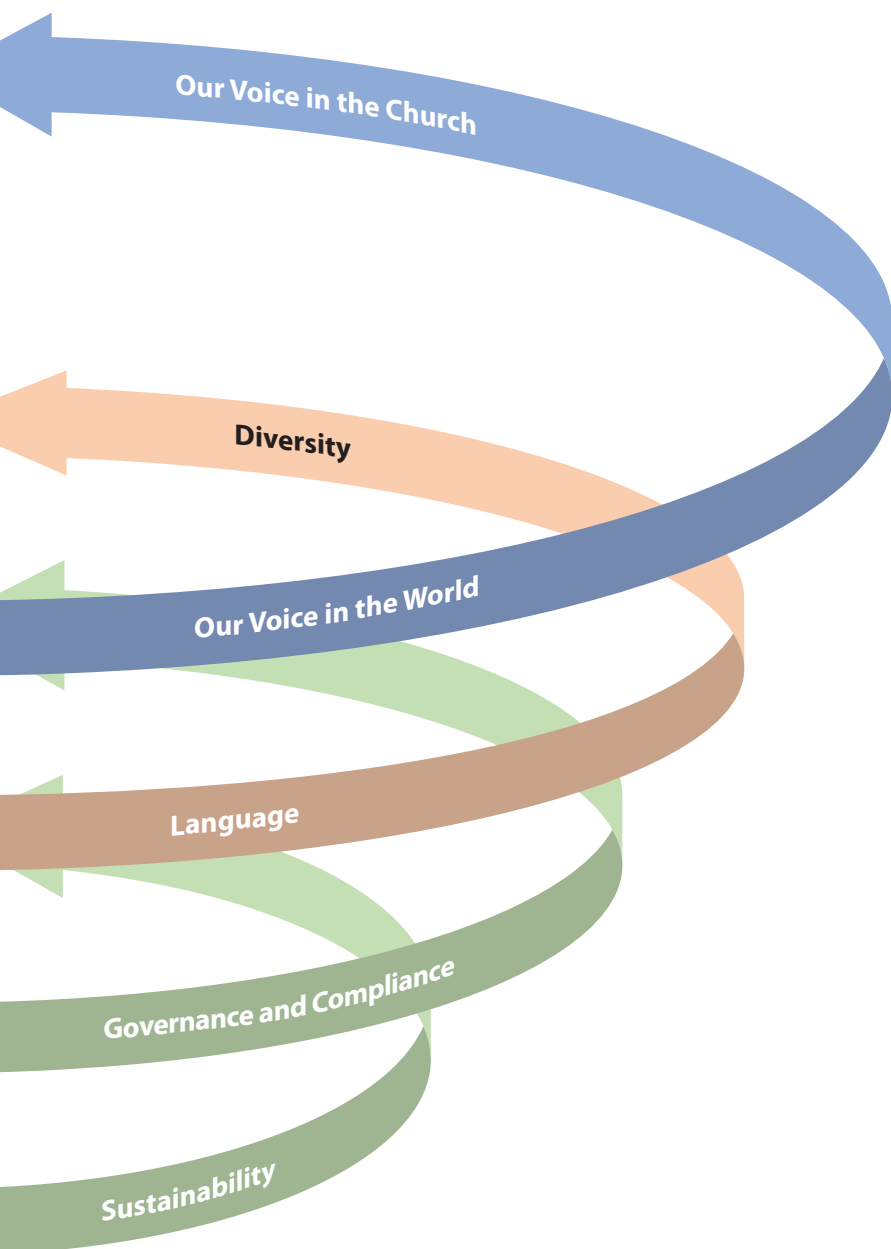 Our Voice in the Church
Diversity
Our Voice in the World
Language
Governance and Compliance
Sustainability